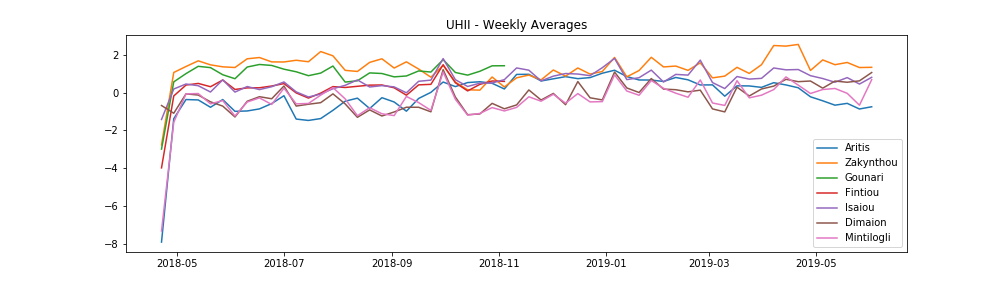 UHII - Weekly Averages
2
0
−2
−4
−6
−8
2018-05
2018-07
2018-09
2018-11
2019-01
2019-03
2019-05
Aritis
Zakynthou
Gounari
Fintiou
Isaiou
Dimaion
Mintilogli